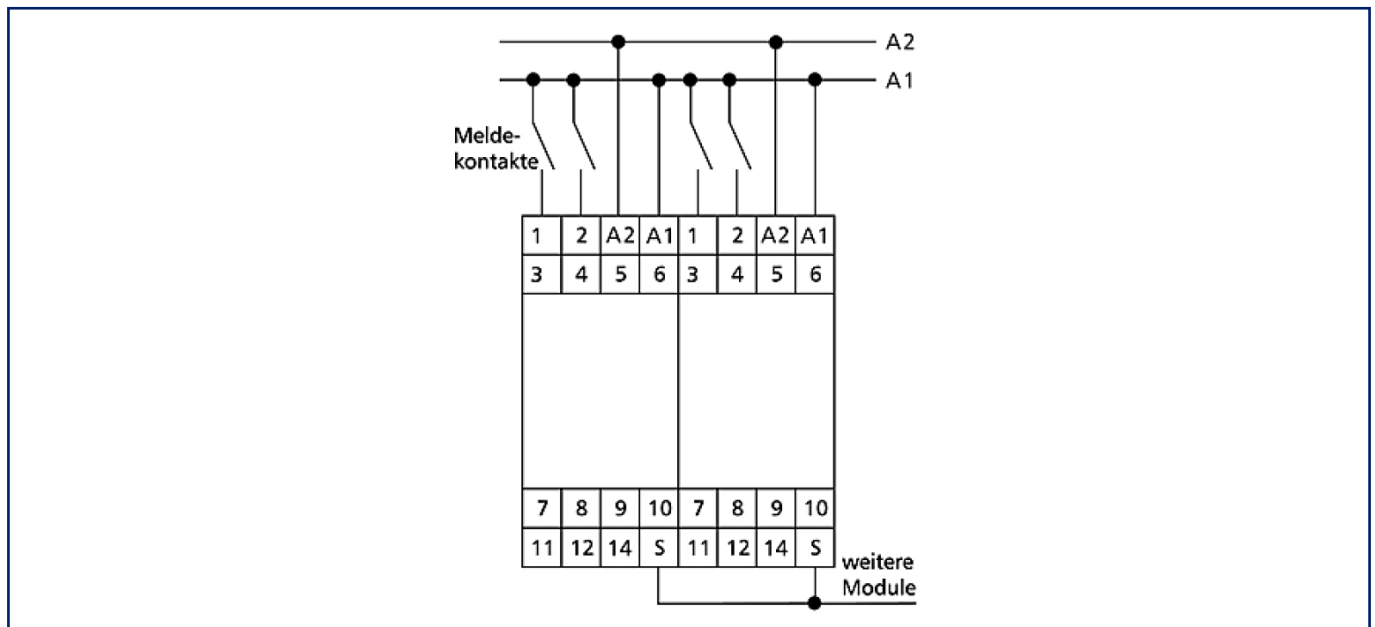 A2
A1
Melde-
kontakte
1 2 A2 A1 1 2 A2 A1
3 4 5 6 3 4 5 6
7 8 9 10 7 8 9 10
11 12 14 S 11 12 14 S
weitere
Module